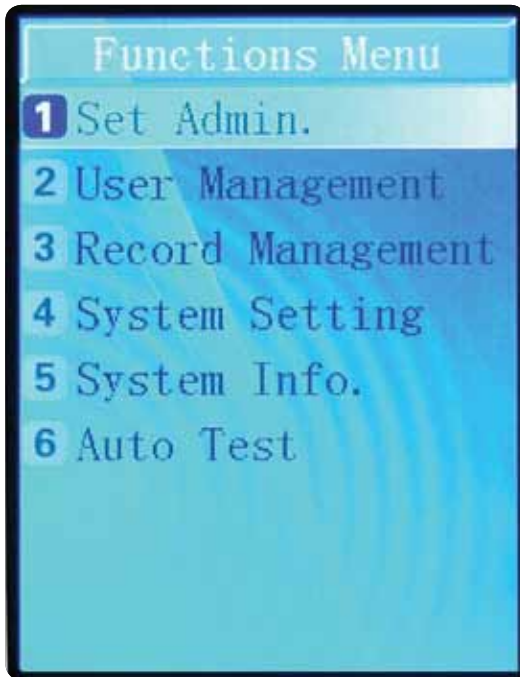 Functions Menu
1 Set Admin.
2 User Management
3 Record Management
4 System Setting
5 System Info.
6 Auto Test